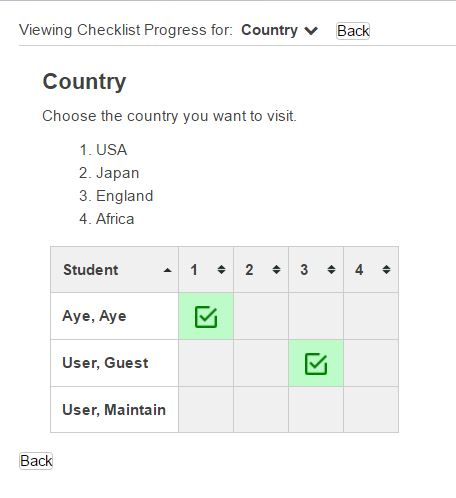 Viewing Checklist Progress for: Country Back
Country
Choose the country you want to visit.
1. USA
2. Japan
3. England
4. Africa
Student 1 2 3 4
Aye, Aye
User, Guest
User, Maintain
Back